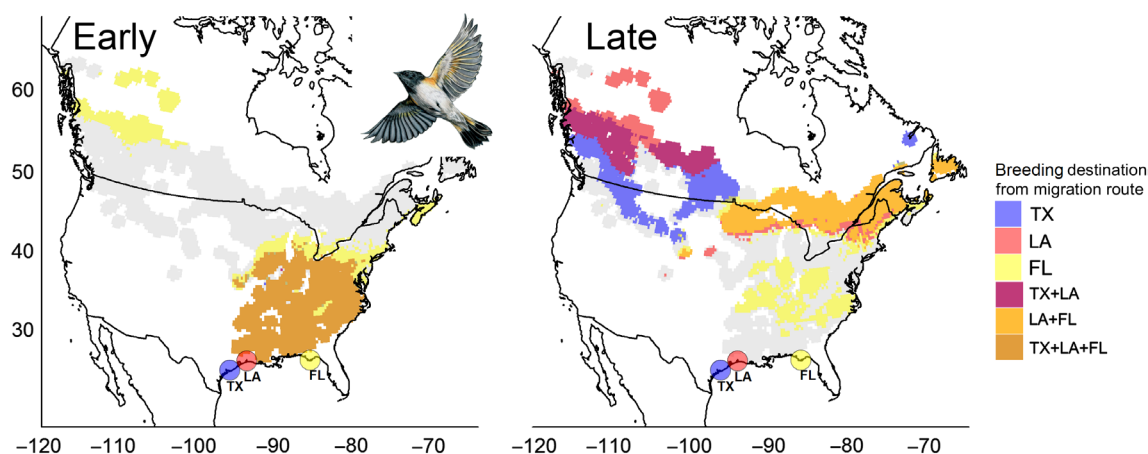 Early
Late
60
50
40
30
TX
LA
FL
TX
LA
FL
−120
−110
−100
−90
−80
−70
−120
−110
−100
−90
−80
−70
Breeding destination
from migration route
TX
LA
FL
TX+LA
LA+FL
TX+LA+FL